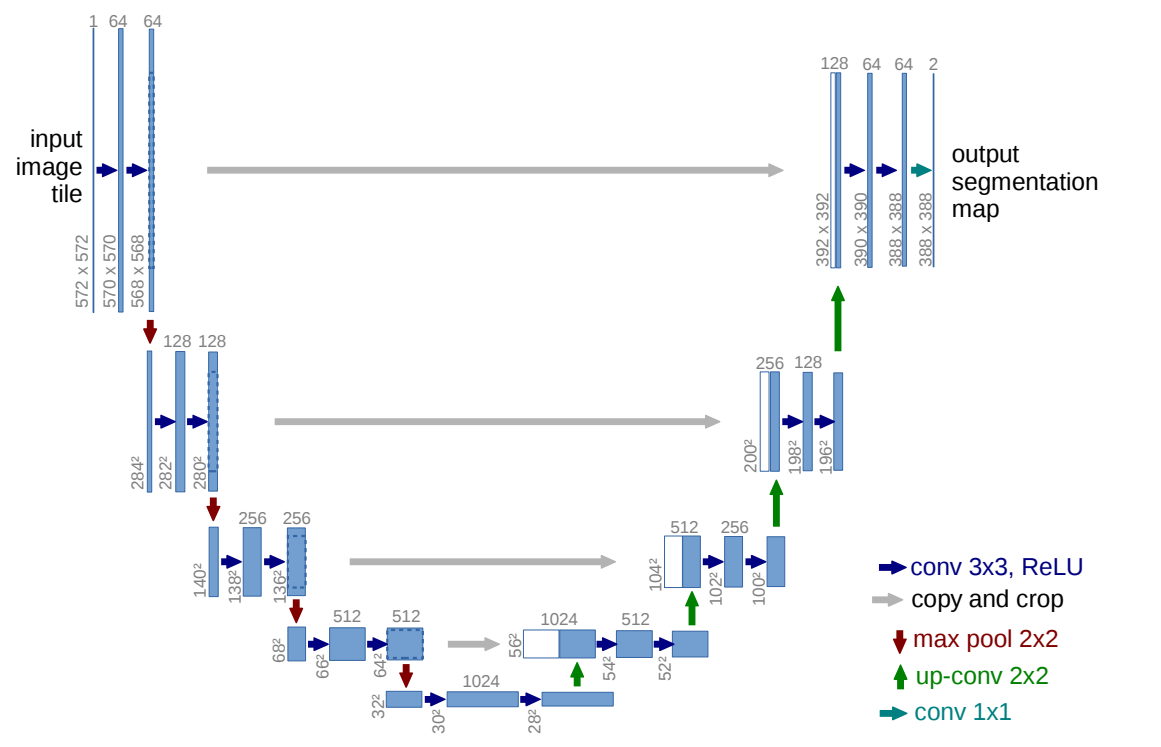 1 64 64
128
64 64 2
input
image
tile
output
segmentation
map
572 x 572
570 x 570
568 x 568
392 x 392
390 x 390
388 x 388
388 x 388
128 128
256 128
284²
282²
280²
200²
198²
196²
256 256
512 256
140²
138²
136²
104²
102²
100²
conv 3x3, ReLU
copy and crop
max pool 2x2
up-conv 2x2
conv 1x1
512 512
1024 512
68²
66²
64²
56²
54²
52²
1024
32²
30²
28²